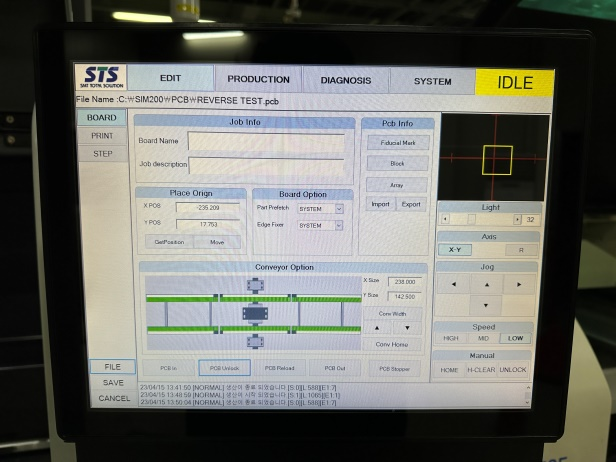 STS
SMT TOTAL SOLUTION
EDIT
PRODUCTION
DIAGNOSIS
SYSTEM
IDLE
File Name :C:₩SIM200₩PCB₩REVERSE TEST.pcb
BOARD
PRINT
STEP
Job Info
Board Name
Job description
Pcb Info
Fiducial Mark
Block
Array
Import
Export
Place Orign
X POS
-235.209
Y POS
17.753
GetPosition
Move
Board Option
Part Prefetch
SYSTEM
Edge Fixer
SYSTEM
Light
32
Axis
X-Y
R
Jog
Conveyor Option
X Size
238.000
Y Size
142.500
Conv Width
Conv Home
Speed
HIGH
MID
LOW
Manual
HOME
H-CLEAR
UNLOCK
FILE
SAVE
CANCEL
PCB In
PCB Unlock
PCB Reload
PCB Out
PCB Stopper
23/04/15 13:41:50 [NORMAL] 생산이 종료 되었습니다.[S:0][L:588][E1:7]
23/04/15 13:48:59 [NORMAL] 생산이 시작 되었습니다.[S:1][L:1065][E1:1]
23/04/15 13:50:04 [NORMAL] 생산이 종료 되었습니다.[S:0][L:588][E1:7]